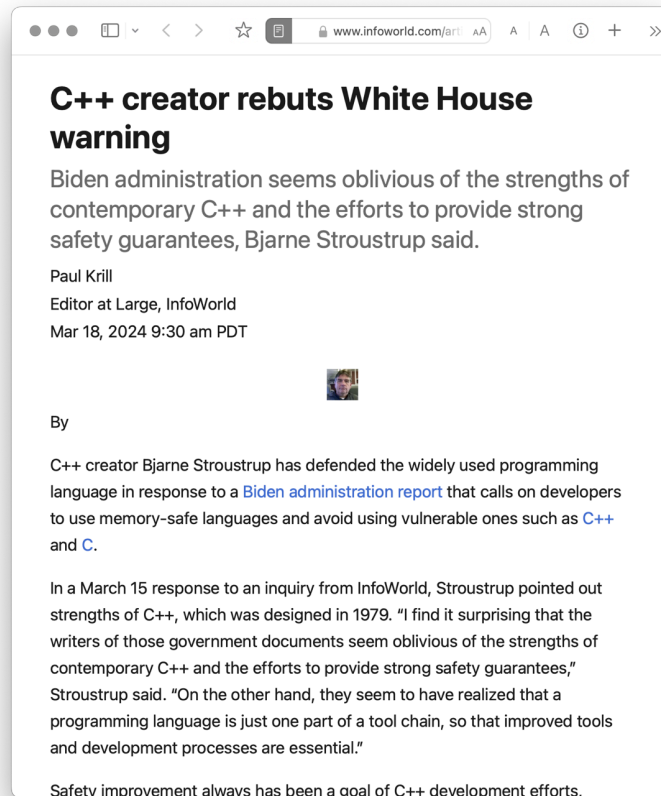 www.infoworld.com/art
AA
A
A
C++ creator rebuts White House
warning
Biden administration seems oblivious of the strengths of
contemporary C++ and the efforts to provide strong
safety guarantees, Bjarne Stroustrup said.
Paul Krill
Editor at Large, InfoWorld
Mar 18, 2024 9:30 am PDT
By
C++ creator Bjarne Stroustrup has defended the widely used programming
language in response to a Biden administration report that calls on developers
to use memory-safe languages and avoid using vulnerable ones such as C++
and C.
In a March 15 response to an inquiry from InfoWorld, Stroustrup pointed out
strengths of C++, which was designed in 1979. “I find it surprising that the
writers of those government documents seem oblivious of the strengths of
contemporary C++ and the efforts to provide strong safety guarantees,”
Stroustrup said. “On the other hand, they seem to have realized that a
programming language is just one part of a tool chain, so that improved tools
and development processes are essential.”
Safety improvement always has been a goal of C++ development efforts,